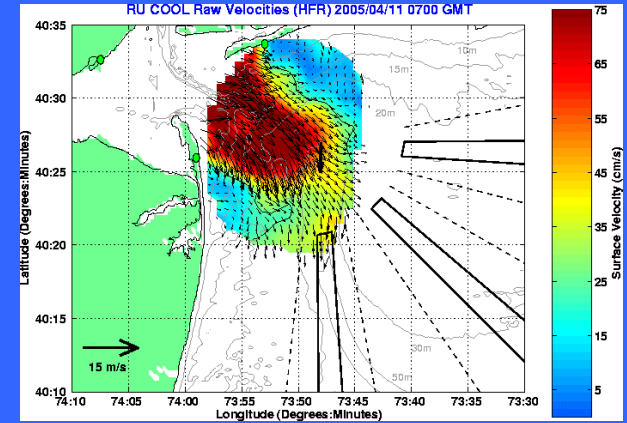 RU COOL Raw Velocities (HFR) 2005/04/11 0700 GMT
40:35
40:30
40:25
40:20
40:15
40:10
Latitude (Degrees:Minutes)
10m
15m
20m
30m
50m
15 m/s
74:10 74:05 74:00 73:55 73:50 73:45 73:40 73:35 73:30
Longitude (Degrees:Minutes)
75
65
55
45
35
25
15
5
Surface Velocity (cm/s)